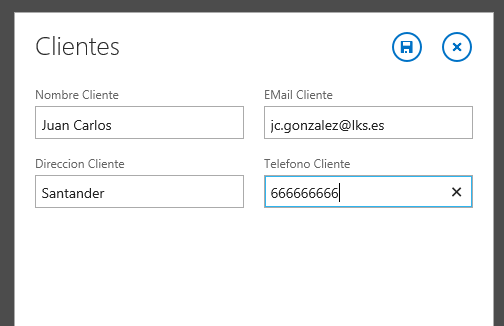 Clientes
Nombre Cliente
EMail Cliente
Juan Carlos
jc.gonzalez@lks.es
Direccion Cliente
Telefono Cliente
Santander
666666666